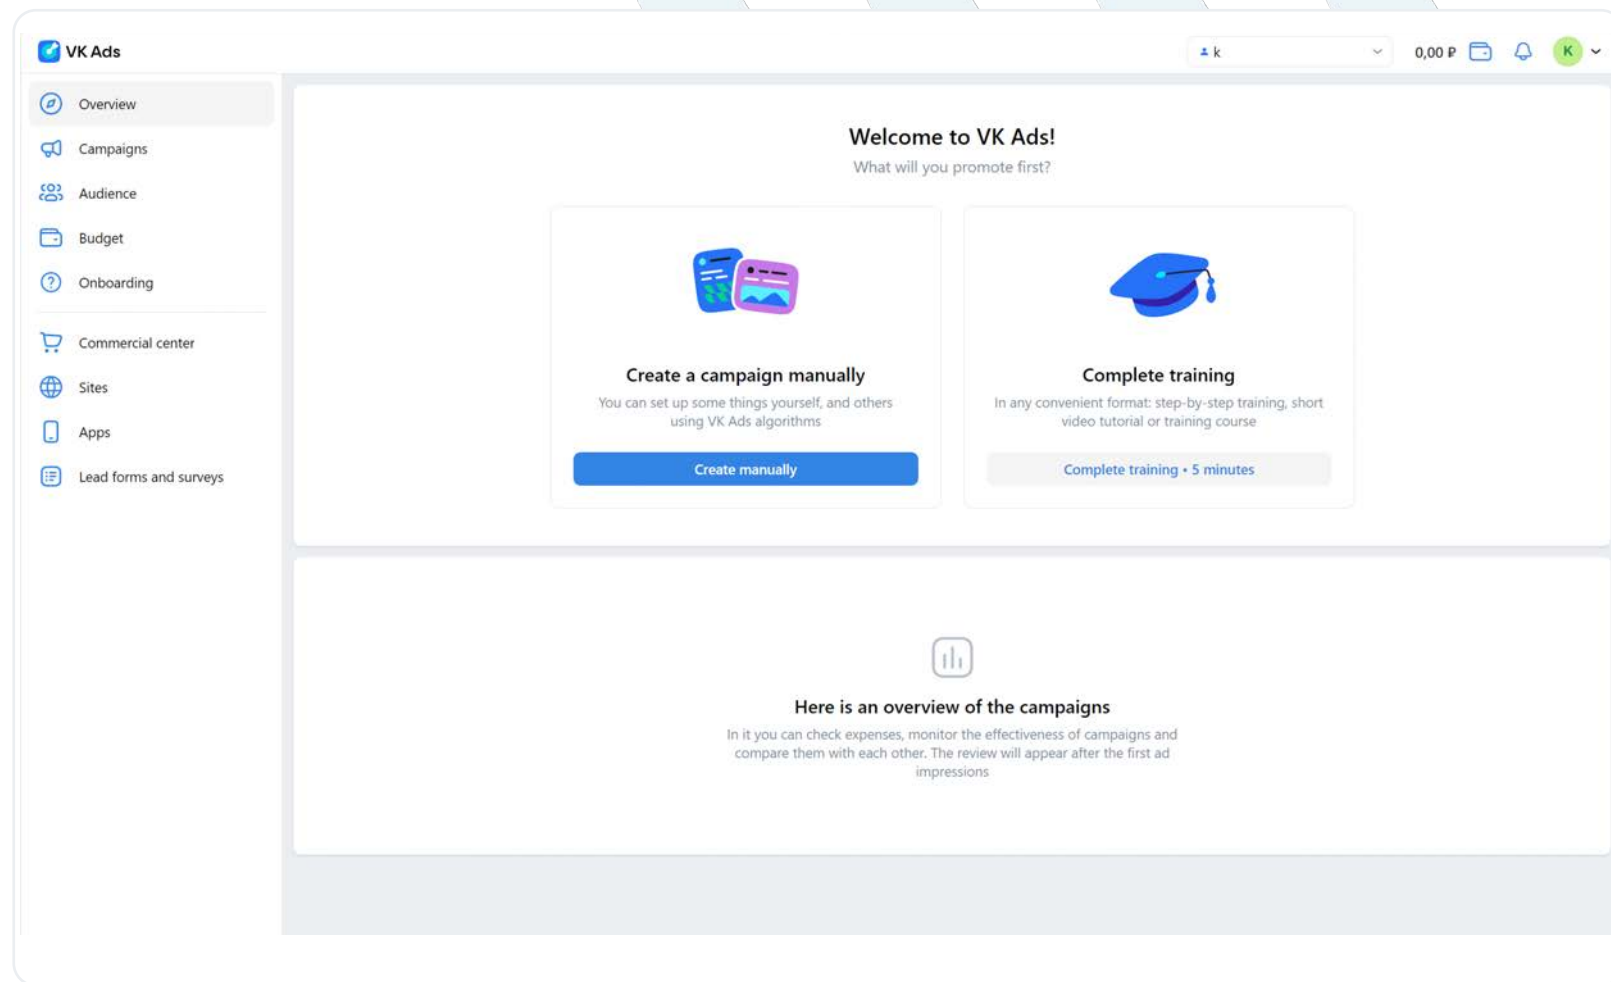 VK Ads
k
0,00 ₽
K
Overview
Campaigns
Audience
Budget
Onboarding
Commercial center
Sites
Apps
Lead forms and surveys
Welcome to VK Ads!
What will you promote first?
Create a campaign manually
You can set up some things yourself, and others
using VK Ads algorithms
Create manually
Complete training
In any convenient format: step-by-step training, short
video tutorial or training course
Complete training • 5 minutes
Here is an overview of the campaigns
In it you can check expenses, monitor the effectiveness of campaigns and
compare them with each other. The review will appear after the first ad
impressions